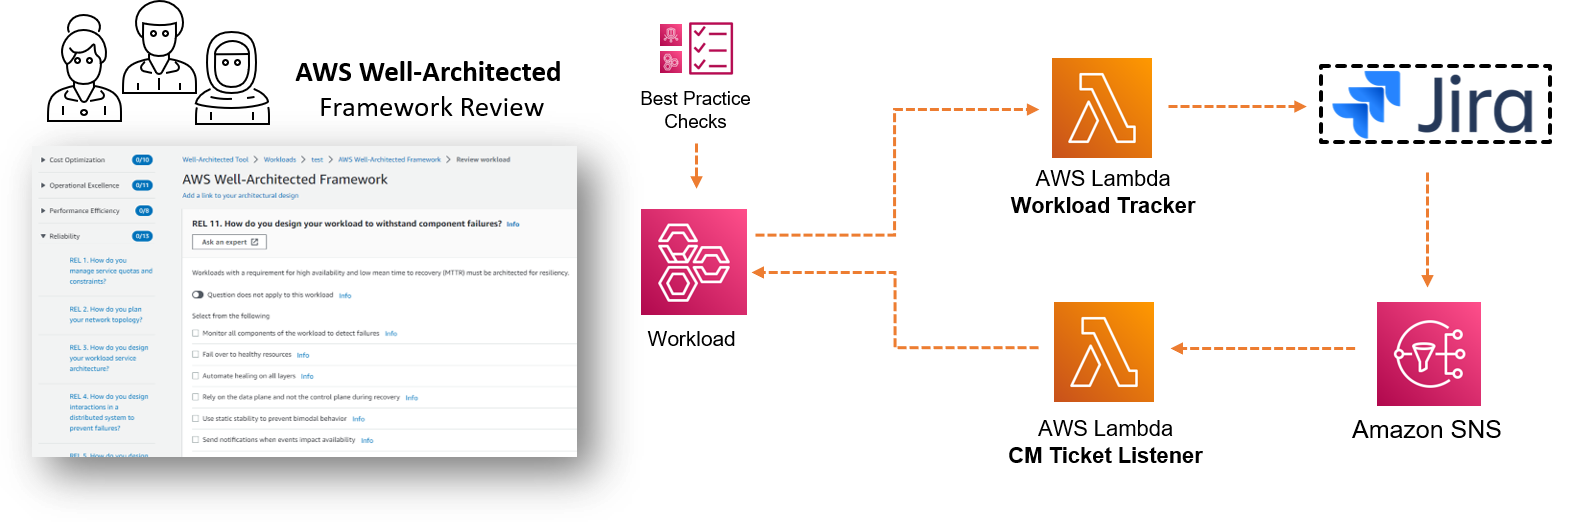 AWS Well-Architected
Framework Review
Cost Optimization 0/10
Operational Excellence 0/11
Performance Efficiency 0/8
Reliability 0/13
REL 1. How do you
manage service quotas and
constraints?
REL 2. How do you plan
your network topology?
REL 3. How do you design
your workload service
architecture?
REL 4. How do you design
interactions in a
distributed system to
prevent failures?
REL 5. How do you design
Well-Architected Tool > Workloads > test > AWS Well-Architected Framework > Review workload
AWS Well-Architected Framework
Add a link to your architectural design
REL 11. How do you design your workload to withstand component failures? Info
Ask an expert
Workloads with a requirement for high availability and low mean time to recovery (MTTR) must be architected for resiliency.
Question does not apply to this workload Info
Select from the following
Monitor all components of the workload to detect failures Info
Fail over to healthy resources Info
Automate healing on all layers Info
Rely on the data plane and not the control plane during recovery Info
Use static stability to prevent bimodal behavior Info
Send notifications when events impact availability Info
Best Practice
Checks
Workload
AWS Lambda
Workload Tracker
Jira
AWS Lambda
CM Ticket Listener
Amazon SNS